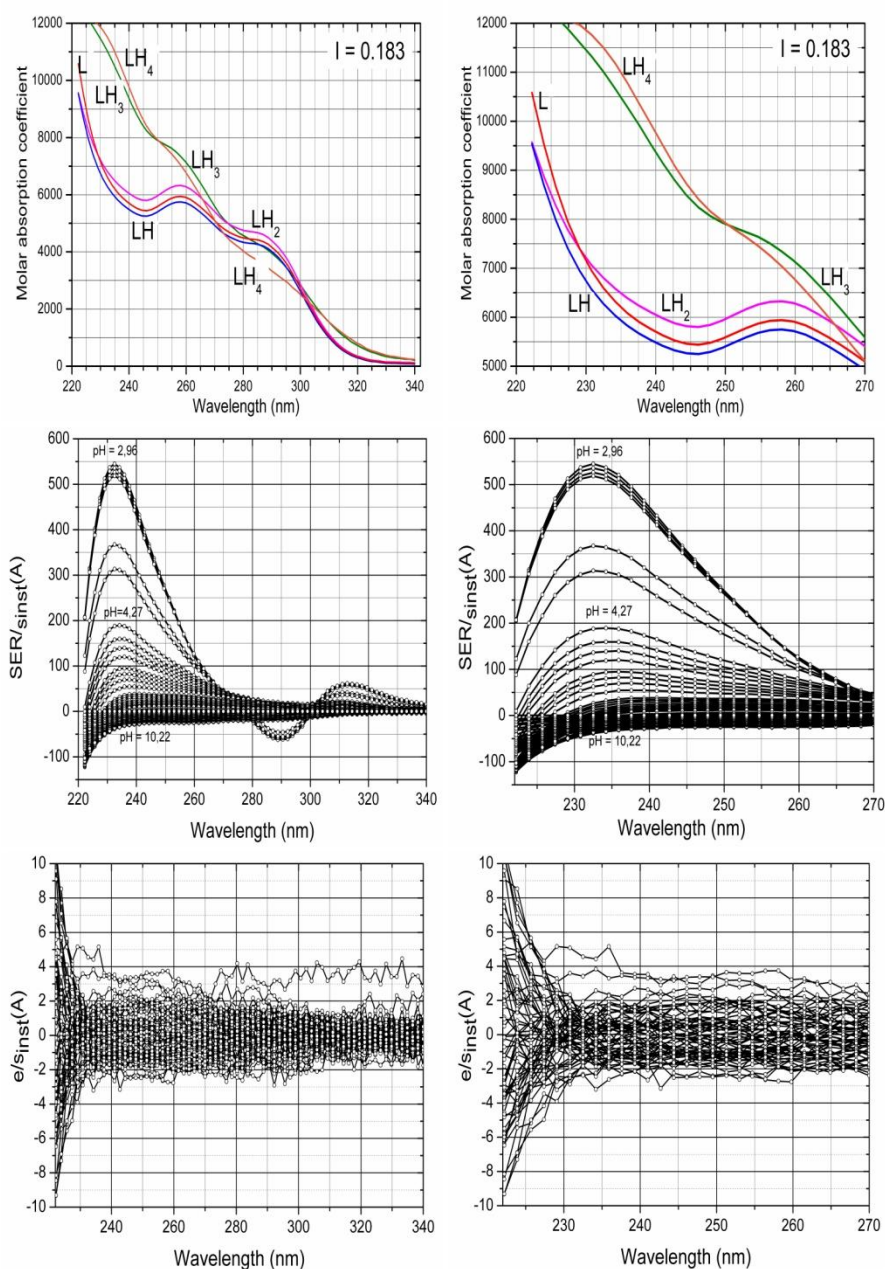 12000
10000
8000
6000
4000
2000
0
Molar absorption coefficient
L
LH₄
LH₃
LH₃
LH
LH₂
LH₄
I = 0.183
220 240 260 280 300 320 340
Wavelength (nm)
12000
11000
10000
9000
8000
7000
6000
5000
Molar absorption coefficient
I = 0.183
LH₄
L
LH₃
LH₂
LH
220 230 240 250 260 270
Wavelength (nm)
600
500
400
300
200
100
0
-100
SER/sinst(A)
pH = 2,96
pH=4,27
pH = 10,22
220 240 260 280 300 320 340
Wavelength (nm)
600
500
400
300
200
100
0
-100
SER/sinst(A)
pH = 2,96
pH = 4,27
pH = 10,22
230 240 250 260 270
Wavelength (nm)
10
8
6
4
2
0
-2
-4
-6
-8
-10
e/sinst(A)
240 260 280 300 320 340
Wavelength (nm)
10
8
6
4
2
0
-2
-4
-6
-8
-10
e/sinst(A)
230 240 250 260 270
Wavelength (nm)